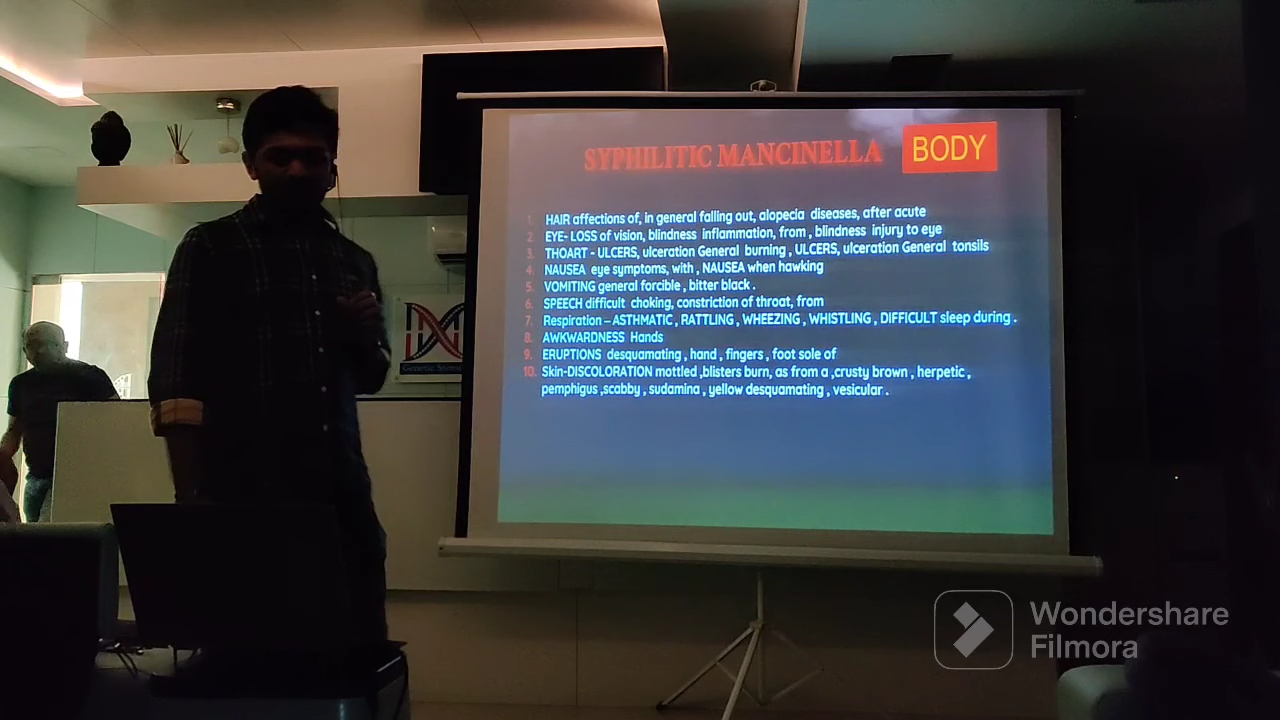 SYPHILITIC MANCINELLA BODY
1. HAIR affections of, in general falling out, alopecia diseases, after acute
2. EYE- LOSS of vision, blindness inflammation, from , blindness injury to eye
3. THOART - ULCERS, ulceration General burning , ULCERS, ulceration General tonsils
4. NAUSEA eye symptoms, with , NAUSEA when hawking
5. VOMITING general forcible , bitter black .
6. SPEECH difficult choking, constriction of throat, from
7. Respiration – ASTHMATIC , RATTLING , WHEEZING , WHISTLING , DIFFICULT sleep during .
8. AWKWARDNESS Hands
9. ERUPTIONS desquamating , hand , fingers , foot sole of
10. Skin-DISCOLORATION mottled ,blisters burn, as from a ,crusty brown , herpetic ,
pemphigus ,scabby , sudamina , yellow desquamating , vesicular .
Wondershare
Filmora